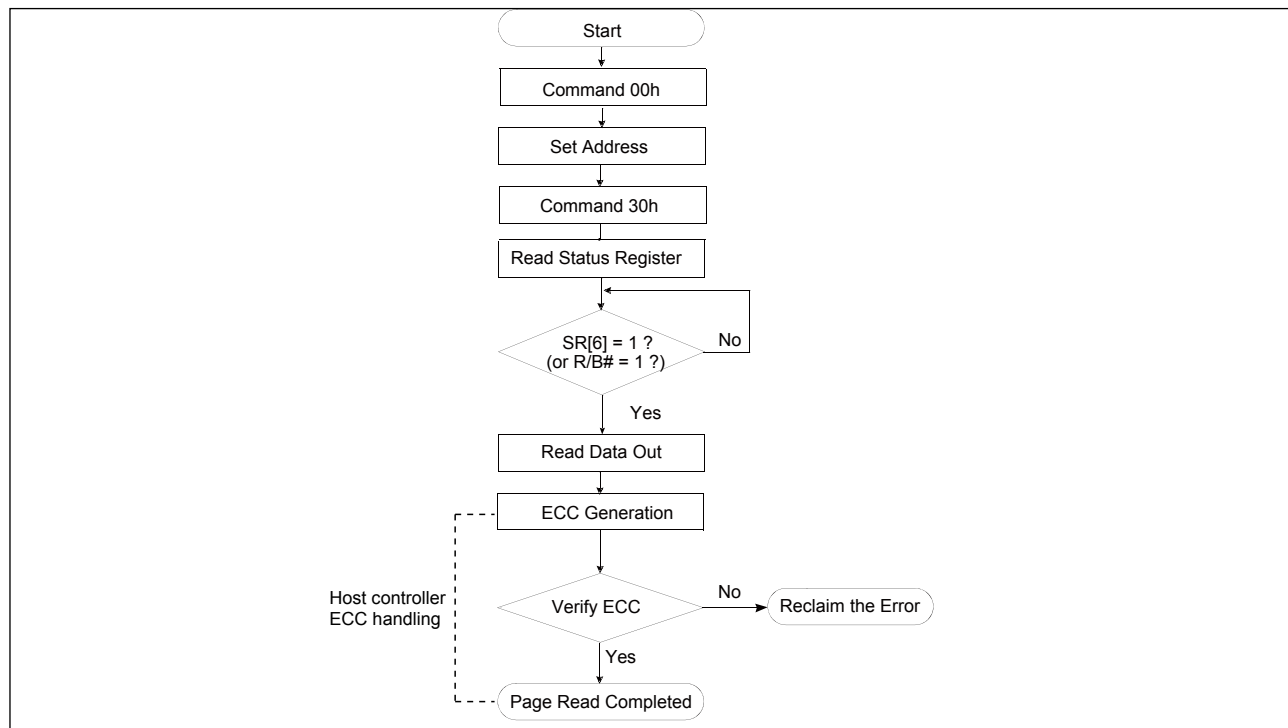 Start
Command 00h
Set Address
Command 30h
Read Status Register
SR[6] = 1 ?
(or R/B# = 1 ?)
No
Yes
Read Data Out
ECC Generation
Host controller
ECC handling
Verify ECC
No
Reclaim the Error
Yes
Page Read Completed